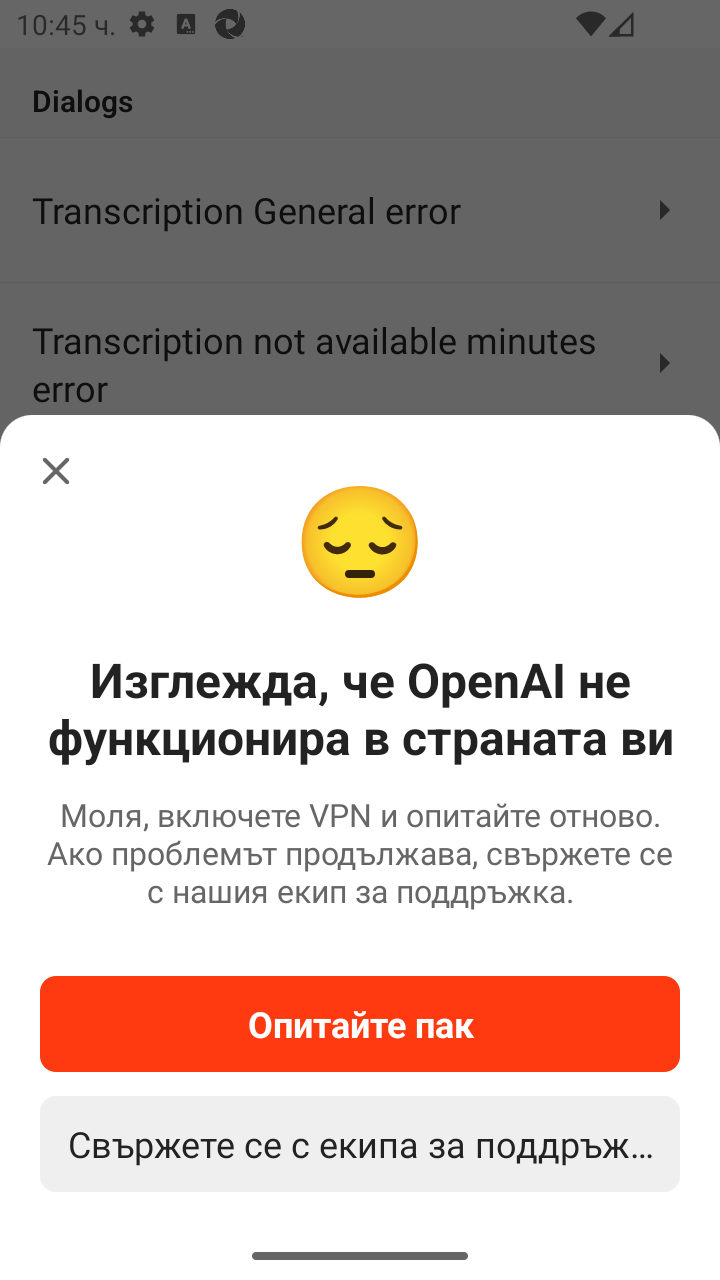 10:45 ч.
Dialogs
Transcription General error
Transcription not available minutes
error
Изглежда, че OpenAI не
функционира в страната ви
Моля, включете VPN и опитайте отново.
Ако проблемът продължава, свържете се
с нашия екип за поддръжка.
Опитайте пак
Свържете се с екипа за поддръж...